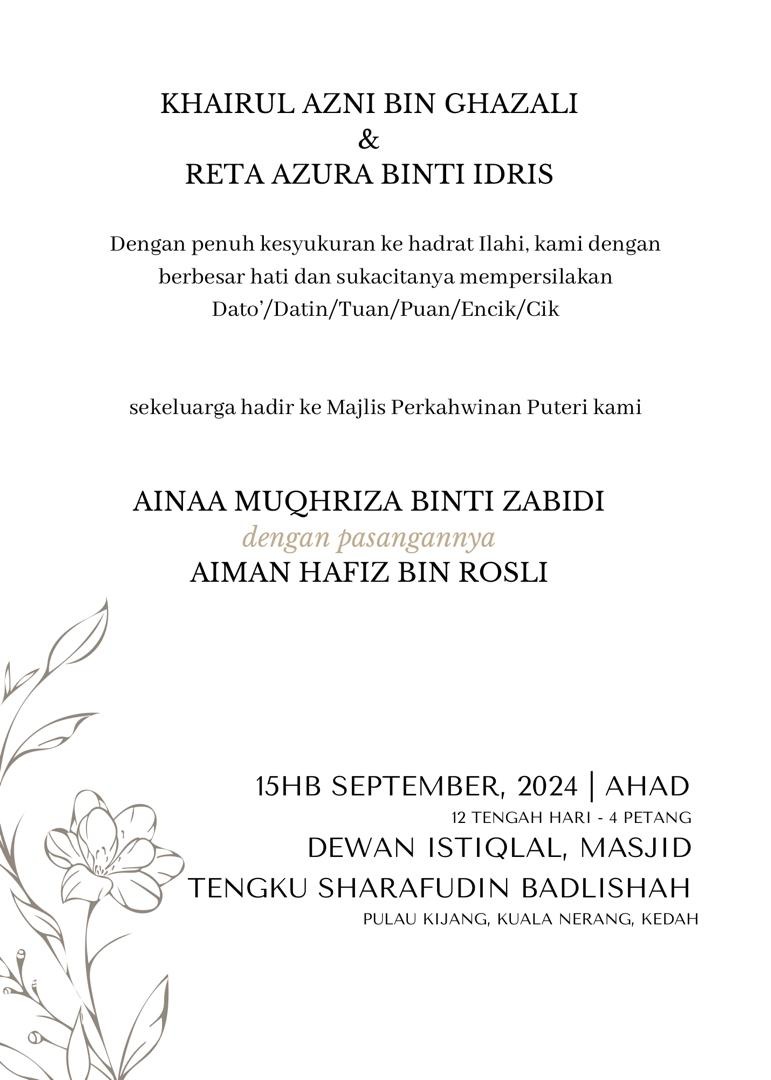 KHAIRUL AZNI BIN GHAZALI
&
RETA AZURA BINTI IDRIS
Dengan penuh kesyukuran ke hadrat Ilahi, kami dengan
berbesar hati dan sukacitanya mempersilakan
Dato’/Datin/Tuan/Puan/Encik/Cik
sekeluarga hadir ke Majlis Perkahwinan Puteri kami
AINAA MUQHRIZA BINTI ZABIDI
dengan pasangannya
AIMAN HAFIZ BIN ROSLI
15HB SEPTEMBER, 2024 | AHAD
12 TENGAH HARI - 4 PETANG
DEWAN ISTIQLAL, MASJID
TENGKU SHARAFUDIN BADLISHAH
PULAU KIJANG, KUALA NERANG, KEDAH